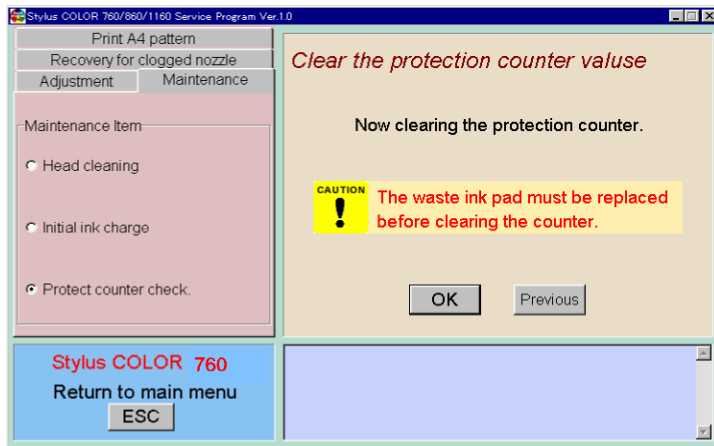 Stylus COLOR 760/860/1160 Service Program Ver.1.0
Print A4 pattern
Recovery for clogged nozzle
Adjustment
Maintenance
Maintenance Item
Head cleaning
Initial ink charge
Protect counter check.
Clear the protection counter valuse
Now clearing the protection counter.
CAUTION
!
The waste ink pad must be replaced
before clearing the counter.
OK
Previous
Stylus COLOR 760
Return to main menu
ESC